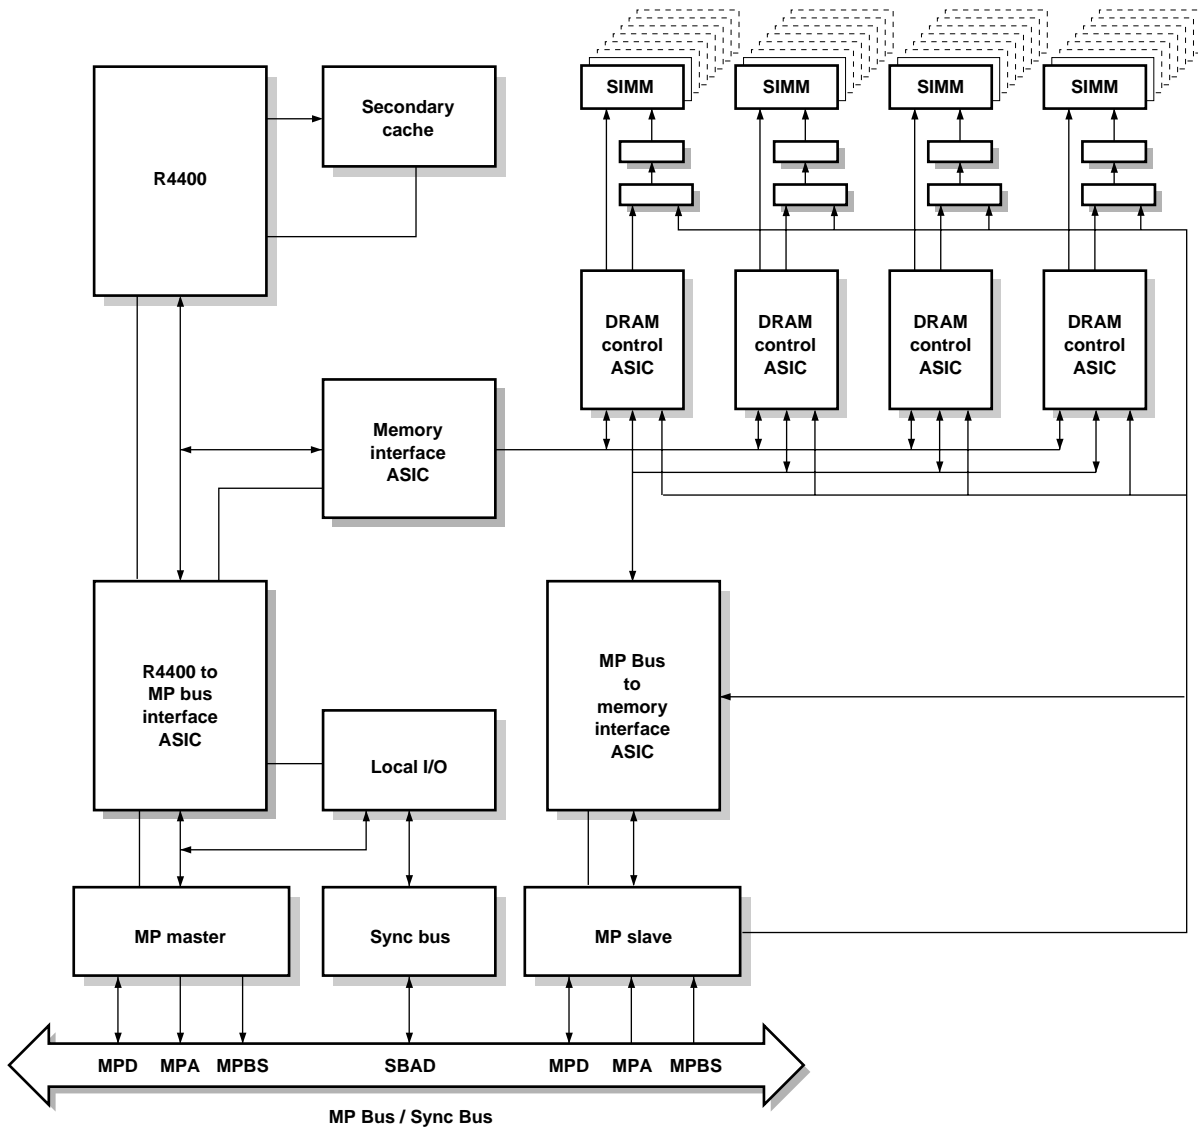 SIMM
SIMM
SIMM
SIMM
Secondary
cache
R4400
DRAM
control
ASIC
DRAM
control
ASIC
DRAM
control
ASIC
DRAM
control
ASIC
Memory
interface
ASIC
R4400 to
MP bus
interface
ASIC
MP Bus
to
memory
interface
ASIC
Local I/O
MP master
Sync bus
MP slave
MPD MPA MPBS SBAD MPD MPA MPBS
MP Bus / Sync Bus